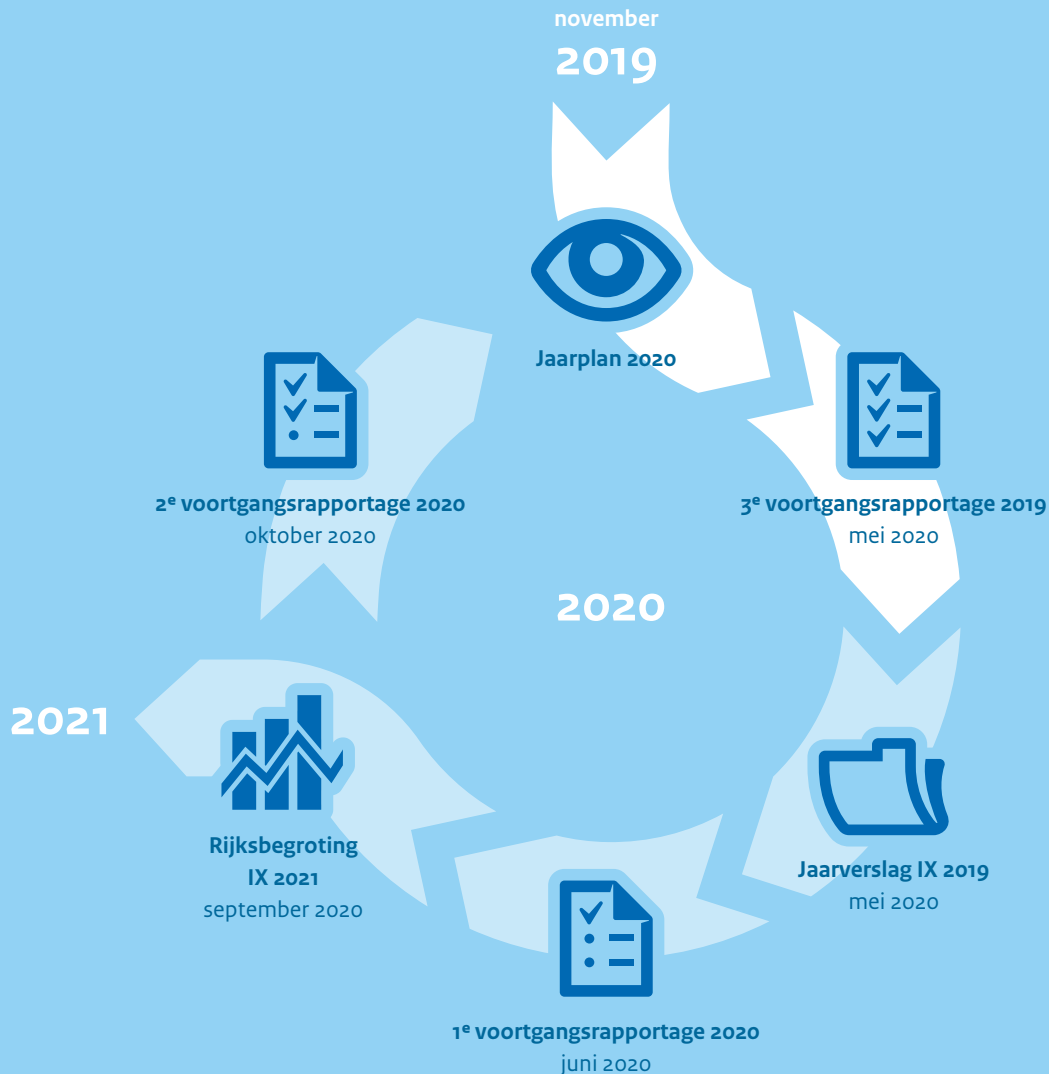 november
2019
Jaarplan 2020
3e voortgangsrapportage 2019
mei 2020
Jaarverslag IX 2019
mei 2020
1e voortgangsrapportage 2020
juni 2020
Rijksbegroting
IX 2021
september 2020
2021
2e voortgangsrapportage 2020
oktober 2020
2020